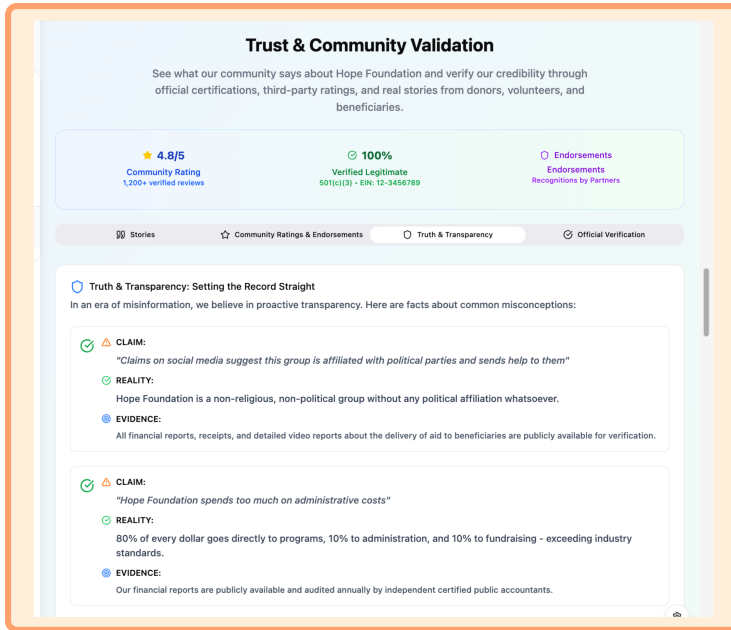 Trust & Community Validation
See what our community says about Hope Foundation and verify our credibility through
official certifications, third-party ratings, and real stories from donors, volunteers, and
beneficiaries.
4.8/5
Community Rating
1,200+ verified reviews
100%
Verified Legitimate
501(c)(3) • EIN: 12-3456789
Endorsements
Endorsements
Recognitions by Partners
Stories
Community Ratings & Endorsements
Truth & Transparency
Official Verification
Truth & Transparency: Setting the Record Straight
In an era of misinformation, we believe in proactive transparency. Here are facts about common misconceptions:
CLAIM:
"Claims on social media suggest this group is affiliated with political parties and sends help to them"
REALITY:
Hope Foundation is a non-religious, non-political group without any political affiliation whatsoever.
EVIDENCE:
All financial reports, receipts, and detailed video reports about the delivery of aid to beneficiaries are publicly available for verification.
CLAIM:
"Hope Foundation spends too much on administrative costs"
REALITY:
80% of every dollar goes directly to programs, 10% to administration, and 10% to fundraising - exceeding industry
standards.
EVIDENCE:
Our financial reports are publicly available and audited annually by independent certified public accountants.